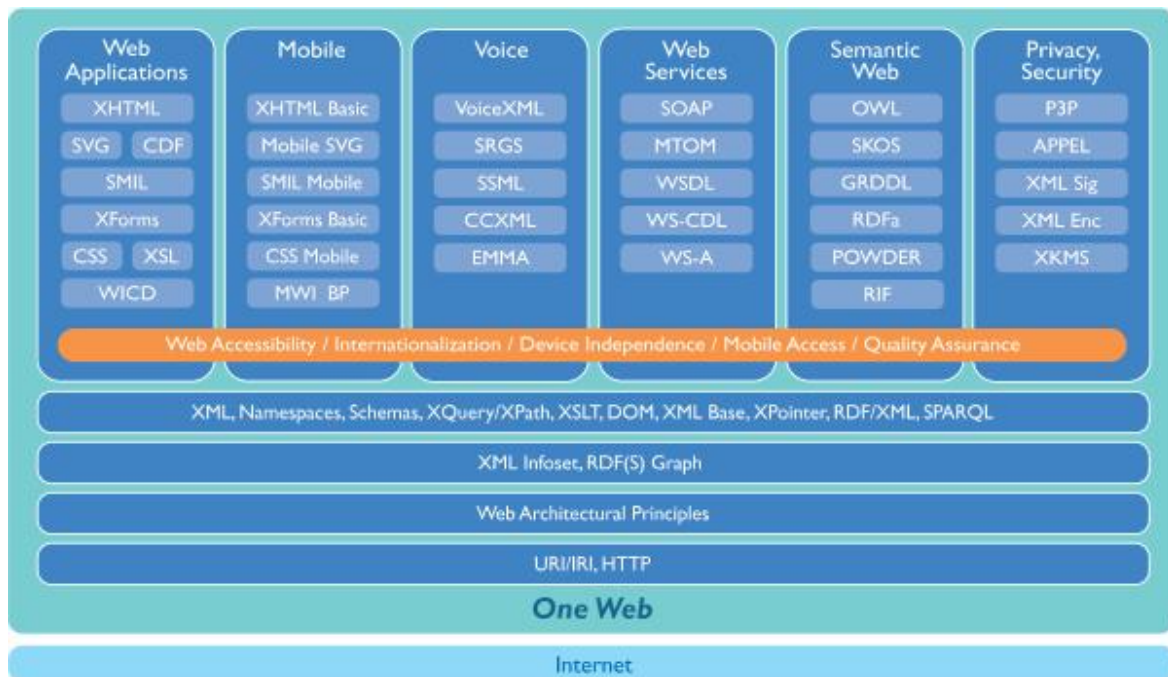 Web
Applications
XHTML
SVG CDF
SMIL
XForms
CSS XSL
WICD
Mobile
XHTML Basic
Mobile SVG
SMIL Mobile
XForms Basic
CSS Mobile
MWI BP
Voice
VoiceXML
SRGS
SSML
CCXML
EMMA
Web
Services
SOAP
MTOM
WSDL
WS-CDL
WS-A
Semantic
Web
OWL
SKOS
GRDDL
RDFa
POWDER
RIF
Privacy,
Security
P3P
APPEL
XML Sig
XML Enc
XKMS
Web Accessibility / Internationalization / Device Independence / Mobile Access / Quality Assurance
XML, Namespaces, Schemas, XQuery/XPath, XSLT, DOM, XML Base, XPointer, RDF/XML, SPARQL
XML Infoset, RDF(S) Graph
Web Architectural Principles
URI/IRI, HTTP
One Web
Internet